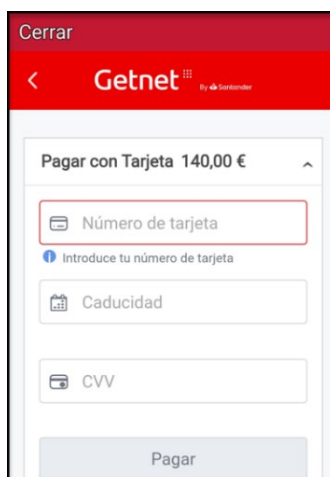 Cerrar
Getnet By Santander
Pagar con Tarjeta 140,00 €
Número de tarjeta
Introduce tu número de tarjeta
Caducidad
CVV
Pagar